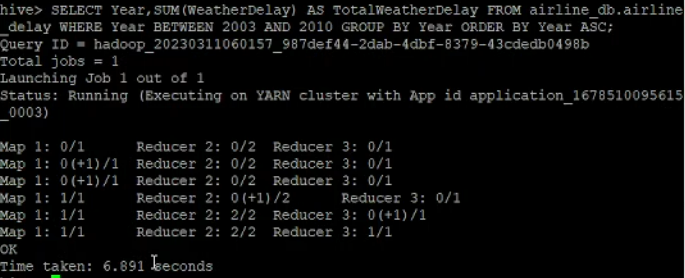 hive> SELECT Year,SUM(WeatherDelay) AS TotalWeatherDelay FROM airline_db.airline
_delay WHERE Year BETWEEN 2003 AND 2010 GROUP BY Year ORDER BY Year ASC;
Query ID = hadoop_20230311060157_987def44-2dab-4dbf-8379-43cdedb0498b
Total jobs = 1
Launching Job 1 out of 1
Status: Running (Executing on YARN cluster with App id application_1678510095615
_0003)
Map 1: 0/1 Reducer 2: 0/2 Reducer 3: 0/1
Map 1: 0(+1)/1 Reducer 2: 0/2 Reducer 3: 0/1
Map 1: 0(+1)/1 Reducer 2: 0/2 Reducer 3: 0/1
Map 1: 1/1 Reducer 2: 0(+1)/2 Reducer 3: 0/1
Map 1: 1/1 Reducer 2: 2/2 Reducer 3: 0(+1)/1
Map 1: 1/1 Reducer 2: 2/2 Reducer 3: 1/1
OK
Time taken: 6.891 seconds